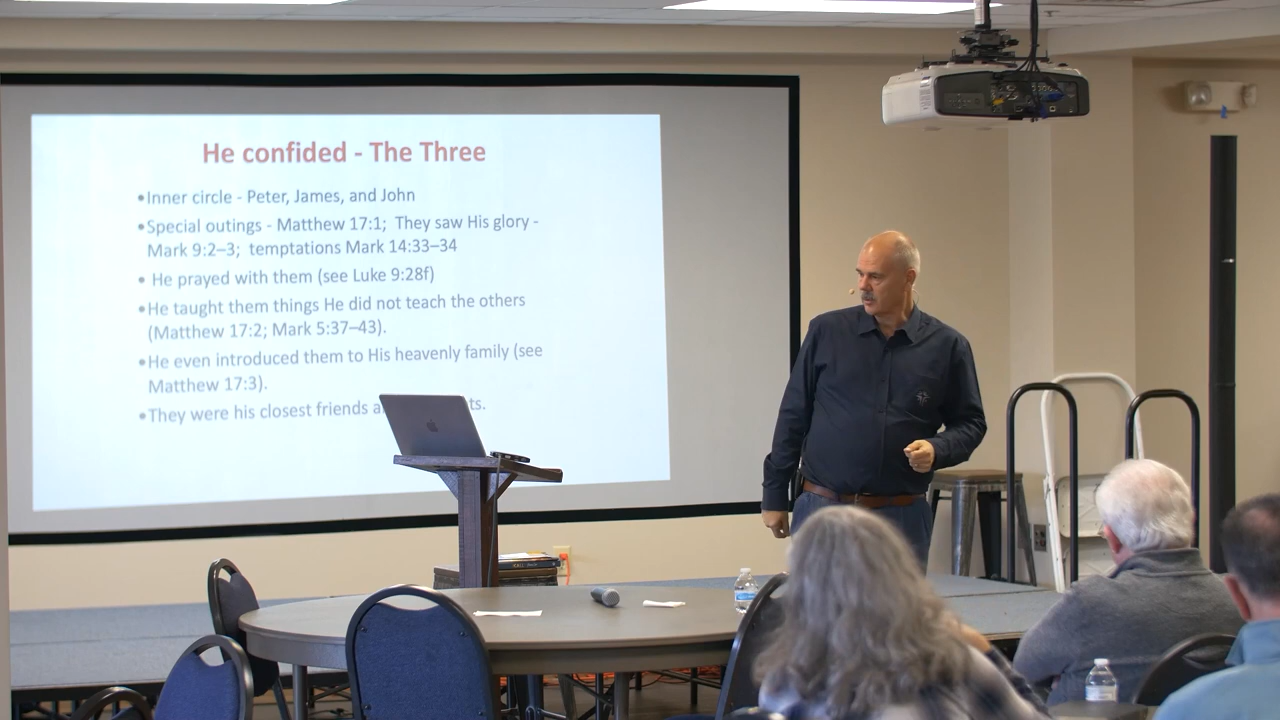 He confided - The Three
•Inner circle - Peter, James, and John
•Special outings - Matthew 17:1; They saw His glory -
Mark 9:2–3; temptations Mark 14:33–34
• He prayed with them (see Luke 9:28f)
•He taught them things He did not teach the others
(Matthew 17:2; Mark 5:37–43).
•He even introduced them to His heavenly family (see
Matthew 17:3).
•They were his closest friends